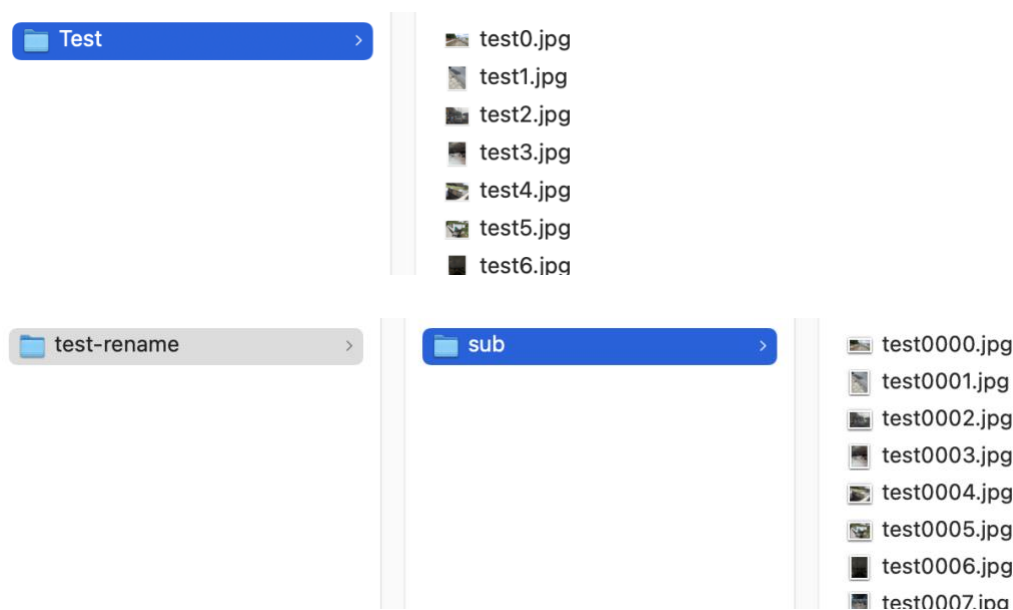 Test
test0.jpg
test1.jpg
test2.jpg
test3.jpg
test4.jpg
test5.jpg
test6.jpg
test-rename
sub
test0000.jpg
test0001.jpg
test0002.jpg
test0003.jpg
test0004.jpg
test0005.jpg
test0006.jpg
test0007.jpg